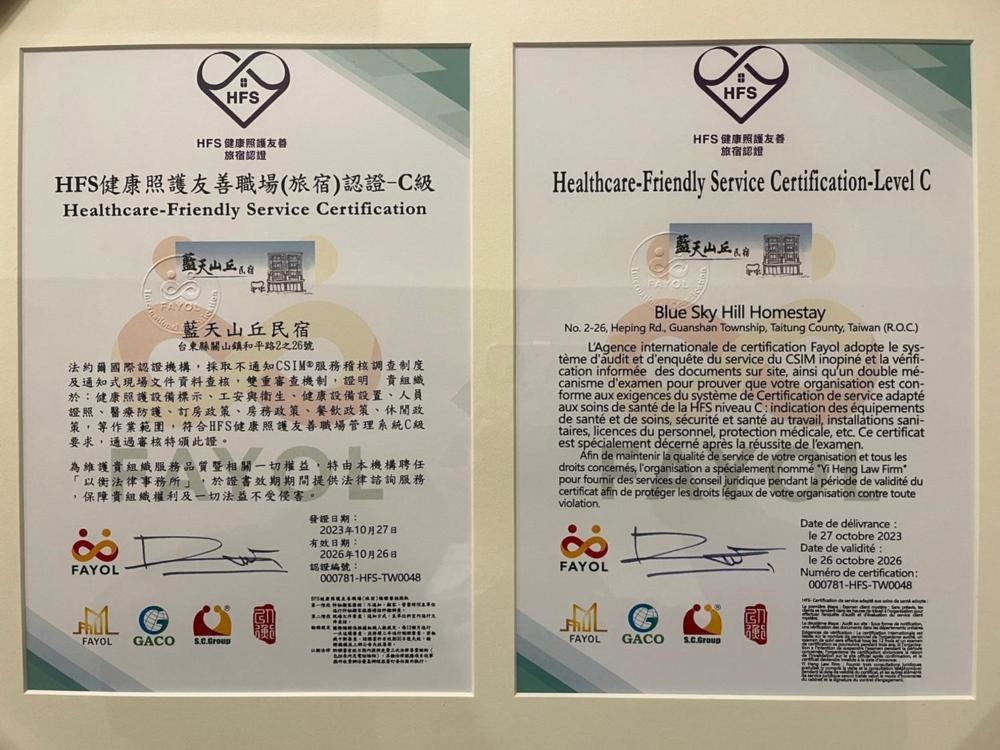 HFS
HFS 健康照護友善
旅宿認證
HFS健康照護友善職場(旅宿)認證-C級
Healthcare-Friendly Service Certification
藍天山丘民宿
FAYOL
藍天山丘民宿
台東縣關山鎮和平路2之26號
法約爾國際認證機構，採取不通知CSIM®服務稽核調查制度
及通知式現場文件資料查核，雙重審查機制，證明　貴組織
於：健康照護設備標示、工安與衛生、健康設備設置、人員
證照、醫療防護、訂房政策、房務政策、餐飲政策、休閒政
策，等作業範圍，符合HFS健康照護友善職場管理系統C級
要求，通過審核特頒此證。
為維護貴組織服務品質暨相關一切權益，特由本機構聘任
「以衡法律事務所」，於證書效期期間提供法律諮詢服務
，保障貴組織權利及一切法益不受侵害。
FAYOL
發證日期：
2023年10月27日
有效日期：
2026年10月26日
認證編號：
000781-HFS-TW0048
FAYOL
FAYOL
GACO
S.C.Group
HFS
HFS 健康照護友善
旅宿認證
Healthcare-Friendly Service Certification-Level C
藍天山丘民宿
FAYOL
Blue Sky Hill Homestay
No. 2-26, Heping Rd., Guanshan Township, Taitung County, Taiwan (R.O.C.)
L'Agence internationale de certification Fayol adopte le sys-
tème d'audit et d'enquête du service du CSIM inopiné et la vérifi-
cation informée des documents sur site, ainsi qu'un double mé-
canisme d'examen pour prouver que votre organisation est con-
forme aux exigences du système de Certification de service adapté
aux soins de santé de la HFS niveau C : indication des équipements
de santé et de soins, sécurité et santé au travail, installations sani-
taires, licences du personnel, protection médicale, etc. Ce certificat
est spécialement décerné après la réussite de l'examen.
Afin de maintenir la qualité de service de votre organisation et tous les
droits concernés, l'organisation a spécialement nommé "Yi Heng Law Firm"
pour fournir des services de conseil juridique pendant la période de validité du
certificat afin de protéger les droits légaux de votre organisation contre toute
violation.
FAYOL
Date de délivrance :
le 27 octobre 2023
Date de validité :
le 26 octobre 2026
Numéro de certification:
000781-HFS-TW0048
FAYOL
FAYOL
GACO
S.C.Group